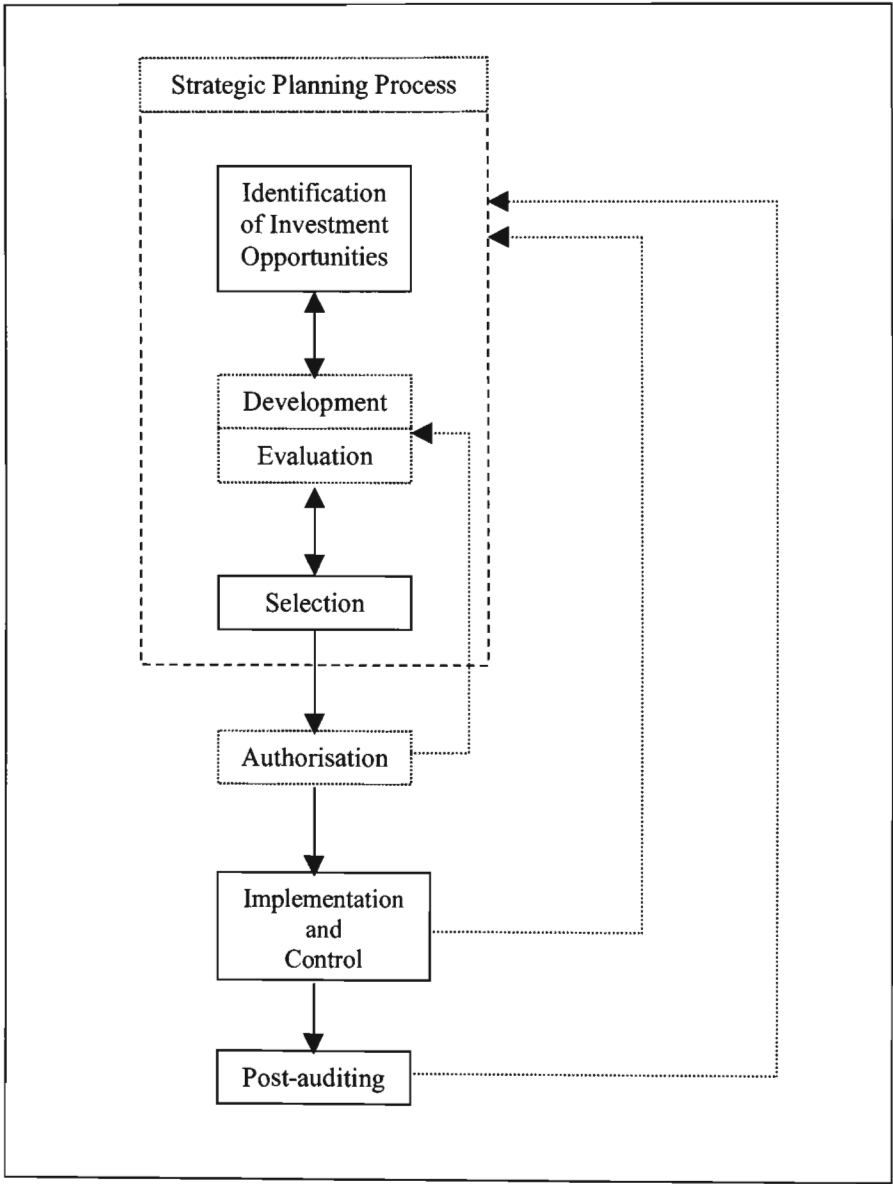 Strategic Planning Process
Identification
of Investment
Opportunities
Development
Evaluation
Selection
Authorisation
Implementation
and
Control
Post-auditing